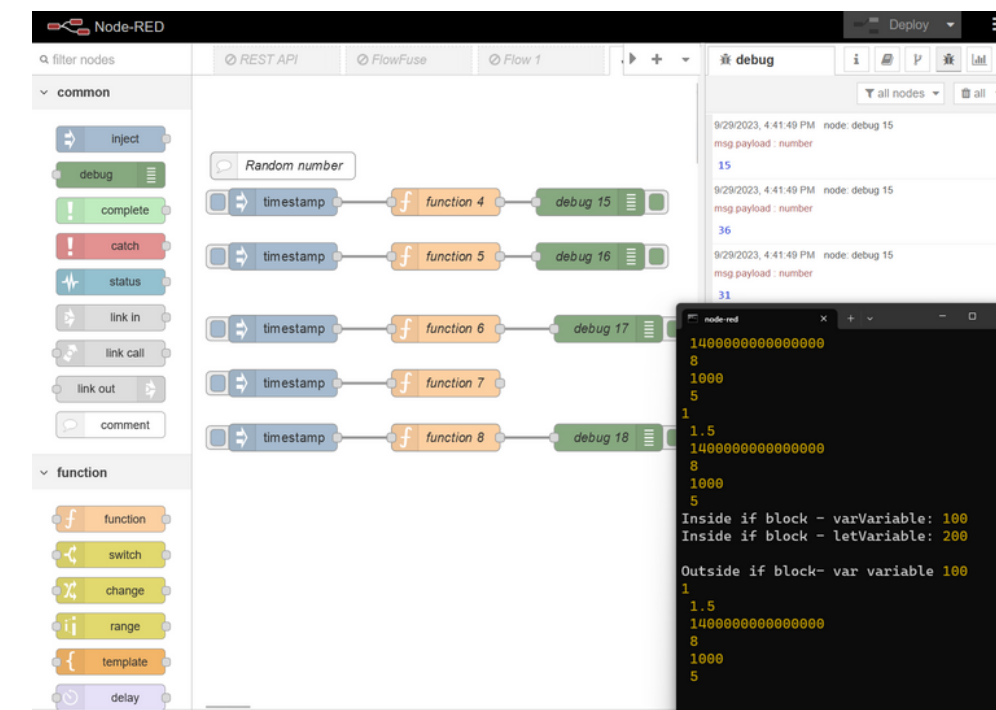 Node-RED
Deploy
filter nodes
REST API
FlowFuse
Flow 1
debug
i
common
all nodes
all
inject
debug
complete
catch
status
link in
link call
link out
comment
function
function
switch
change
range
template
delay
Random number
timestamp
f
function 4
debug 15
timestamp
f
function 5
debug 16
timestamp
f
function 6
debug 17
timestamp
f
function 7
timestamp
f
function 8
debug 18
9/29/2023, 4:41:49 PM node: debug 15
msg.payload : number
15
9/29/2023, 4:41:49 PM node: debug 15
msg.payload : number
36
9/29/2023, 4:41:49 PM node: debug 15
msg.payload : number
31
node-red
1400000000000000
8
1000
5
1
1.5
1400000000000000
8
1000
5
Inside if block - varVariable: 100
Inside if block - letVariable: 200
Outside if block- var variable 100
1
1.5
1400000000000000
8
1000
5